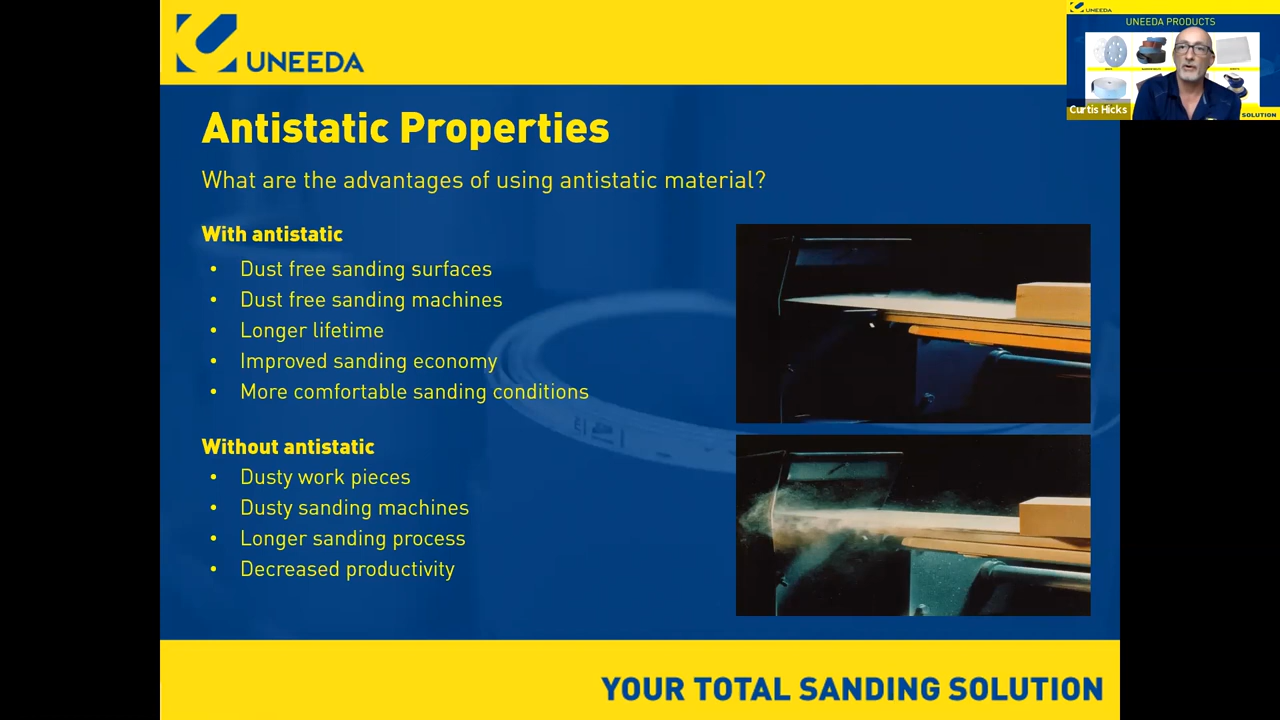 UNEEDA
UNEEDA
UNEEDA PRODUCTS
Curtis Hicks
SOLUTION
Antistatic Properties
What are the advantages of using antistatic material?
With antistatic
• Dust free sanding surfaces
• Dust free sanding machines
• Longer lifetime
• Improved sanding economy
• More comfortable sanding conditions
Without antistatic
• Dusty work pieces
• Dusty sanding machines
• Longer sanding process
• Decreased productivity
YOUR TOTAL SANDING SOLUTION